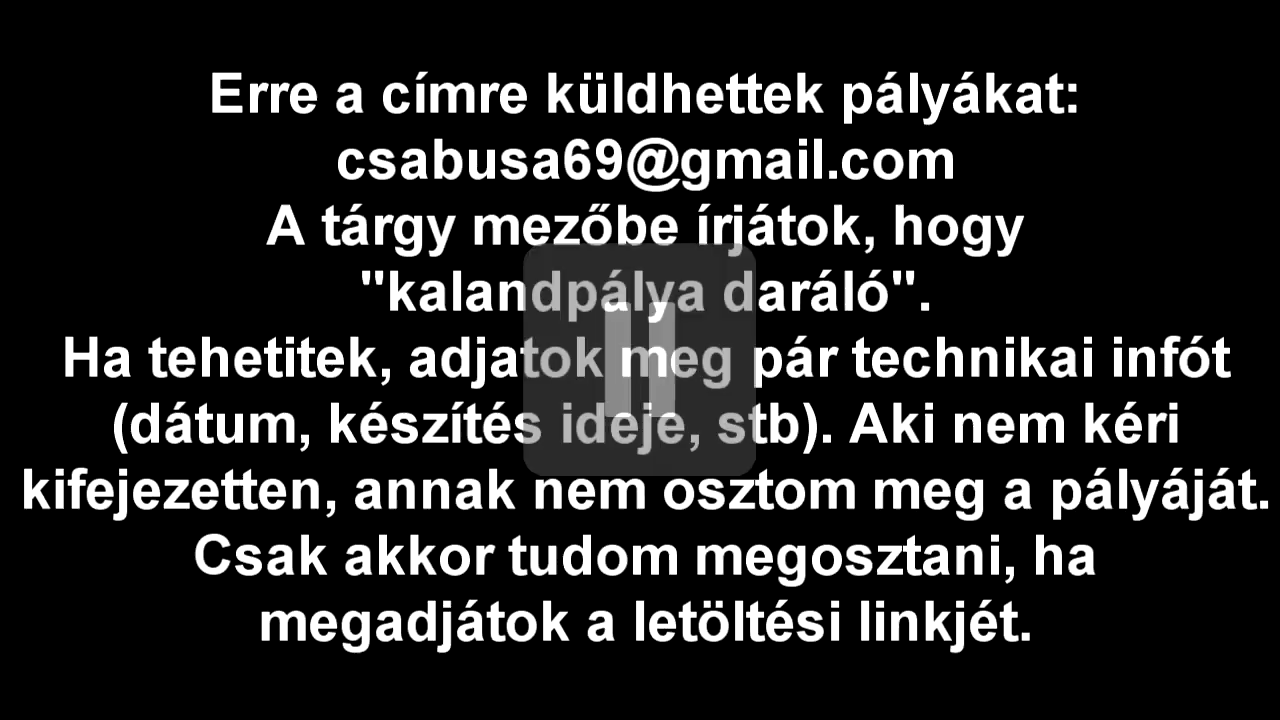 Erre a címre küldhettek pályákat:
csabusa69@gmail.com
A tárgy mezőbe írjátok, hogy
"kalandpálya daráló".
Ha tehetitek, adjatok meg pár technikai infót
(dátum, készítés ideje, stb). Aki nem kéri
kifejezetten, annak nem osztom meg a pályáját.
Csak akkor tudom megosztani, ha
megadjátok a letöltési linkjét.